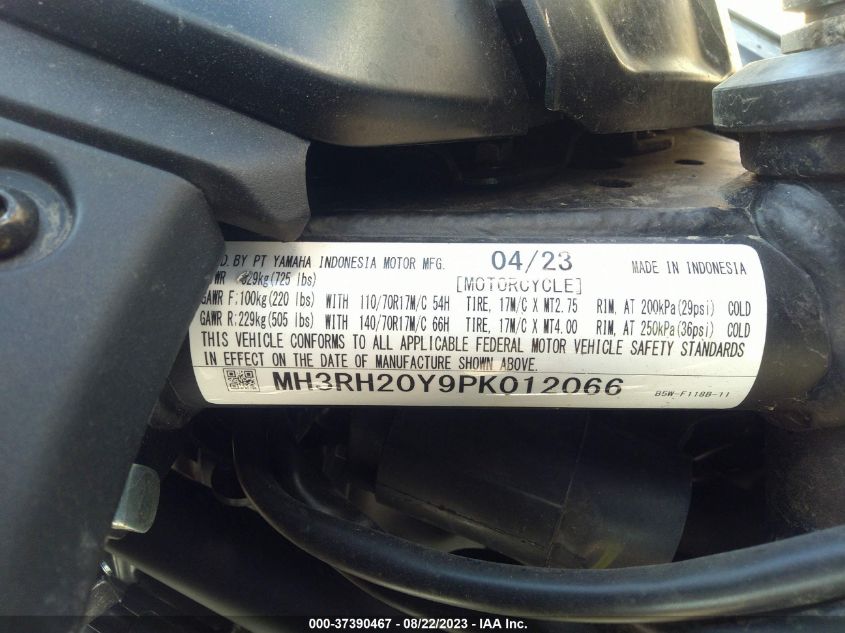 BY PT YAMAHA INDONESIA MOTOR MFG. 04/23 MADE IN INDONESIA
329kg(725 lbs) [MOTORCYCLE]
GAWR F:100kg(220 lbs) WITH 110/70R17M/C 54H TIRE, 17M/C X MT2.75 RIM, AT 200kPa(29psi) COLD
GAWR R:229kg(505 lbs) WITH 140/70R17M/C 66H TIRE, 17M/C X MT4.00 RIM, AT 250kPa(36psi) COLD
THIS VEHICLE CONFORMS TO ALL APPLICABLE FEDERAL MOTOR VEHICLE SAFETY STANDARDS
IN EFFECT ON THE DATE OF MANUFACTURE SHOWN ABOVE.
MH3RH20Y9PK012066 B5W-F118B-11
000-37390467 - 08/22/2023 - IAA Inc.